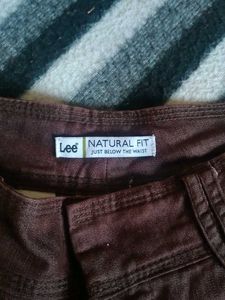 Lee
NATURAL FIT
JUST BELOW THE WAIST